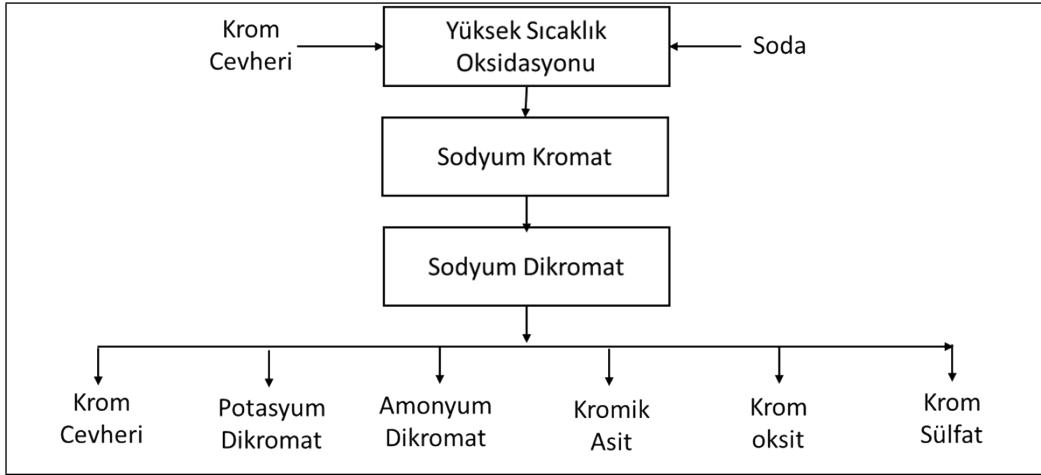 Krom
Cevheri
Yüksek Sıcaklık
Oksidasyonu
Soda
Sodyum Kromat
Sodyum Dikromat
Krom
Cevheri
Potasyum
Dikromat
Amonyum
Dikromat
Kromik
Asit
Krom
oksit
Krom
Sülfat